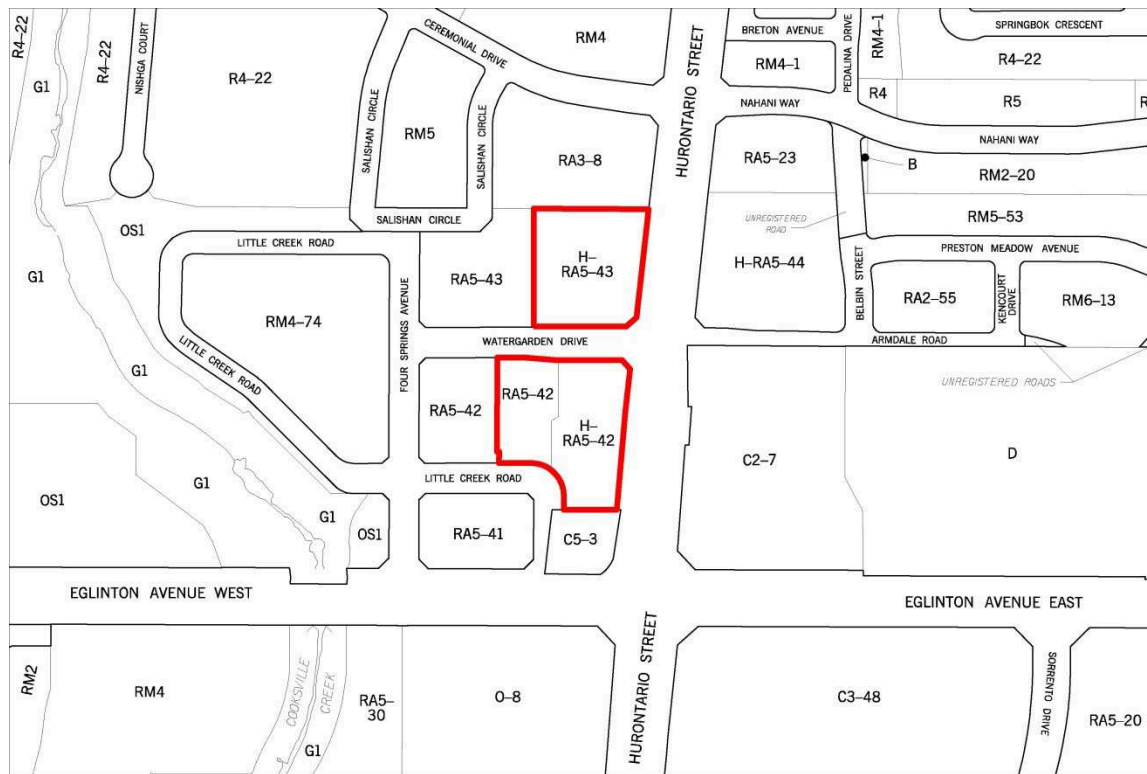 R4-22
R4-22
NISHGA COURT
R4-22
G1
CEREMONIAL DRIVE
RM4
HURONTARIO STREET
BRETON AVENUE
RM4-1
PEDALINA DRIVE
RM4-1
SPRINGBOK CRESCENT
R4-22
R4
R5
R
NAHANI WAY
NAHANI WAY
SALISHAN CIRCLE
RM5
SALISHAN CIRCLE
SALISHAN CIRCLE
RA3-8
RA5-23
B
RM2-20
OS1
G1
LITTLE CREEK ROAD
RA5-43
H-
RA5-43
UNREGISTERED
ROAD
RM5-53
H-RA5-44
BELBIN STREET
PRESTON MEADOW AVENUE
RA2-55
KENCOURT
DRIVE
RM6-13
RM4-74
FOUR SPRINGS AVENUE
WATERGARDEN DRIVE
ARMDALE ROAD
UNREGISTERED ROADS
LITTLE CREEK ROAD
G1
RA5-42
RA5-42
H-
RA5-42
C2-7
D
LITTLE CREEK ROAD
OS1
G1
G1
OS1
RA5-41
C5-3
EGLINTON AVENUE WEST
EGLINTON AVENUE EAST
RM2
RM4
COOKSVILLE
CREEK
G1
RA5-
30
O-8
HURONTARIO STREET
C3-48
SORRENTO DRIVE
RA5-20